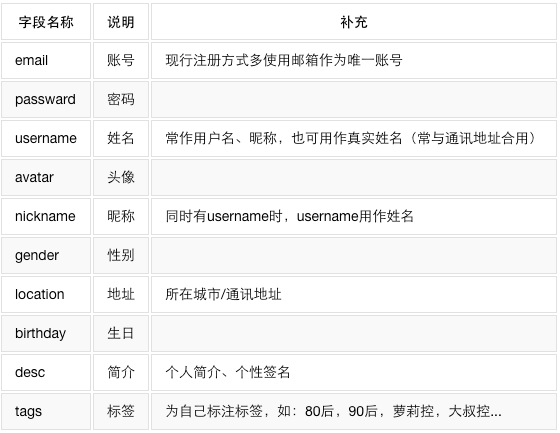 字段名称 说明 补充
email 账号 现行注册方式多使用邮箱作为唯一账号
passward 密码
username 姓名 常作用户名、昵称，也可用作真实姓名（常与通讯地址合用）
avatar 头像
nickname 昵称 同时有username时，username用作姓名
gender 性别
location 地址 所在城市/通讯地址
birthday 生日
desc 简介 个人简介、个性签名
tags 标签 为自己标注标签，如：80后，90后，萝莉控，大叔控...